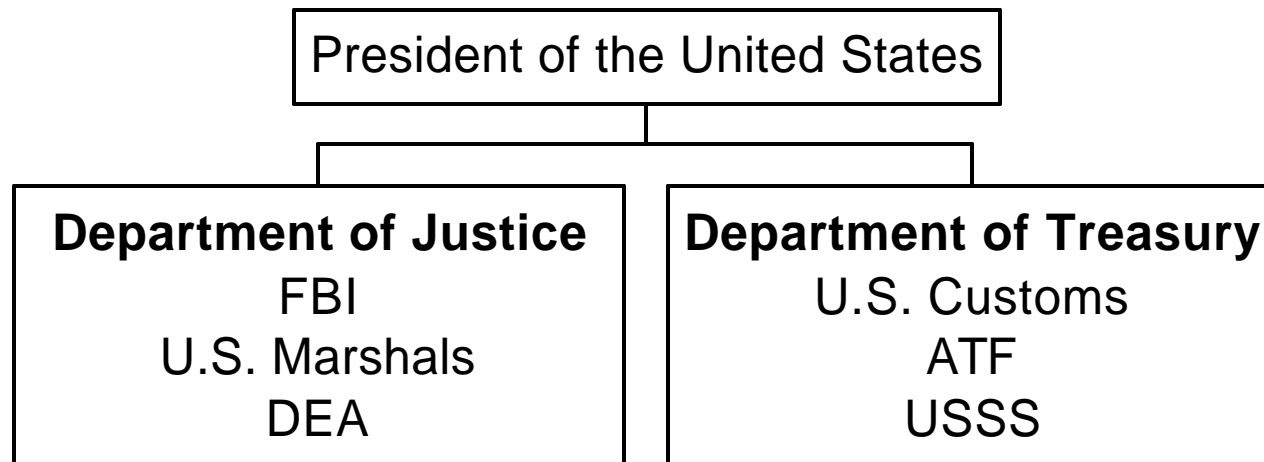 President of the United States
Department of Justice
FBI
U.S. Marshals
DEA
Department of Treasury
U.S. Customs
ATF
USSS